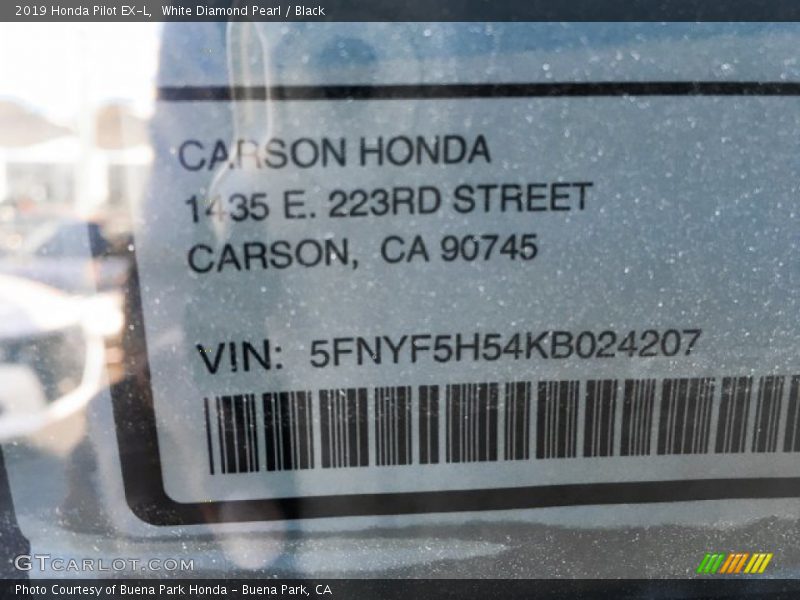 2019 Honda Pilot EX-L, White Diamond Pearl / Black
CARSON HONDA
1435 E. 223RD STREET
CARSON, CA 90745
VIN: 5FNYF5H54KB024207
GTCARLOT.COM
Photo Courtesy of Buena Park Honda - Buena Park, CA